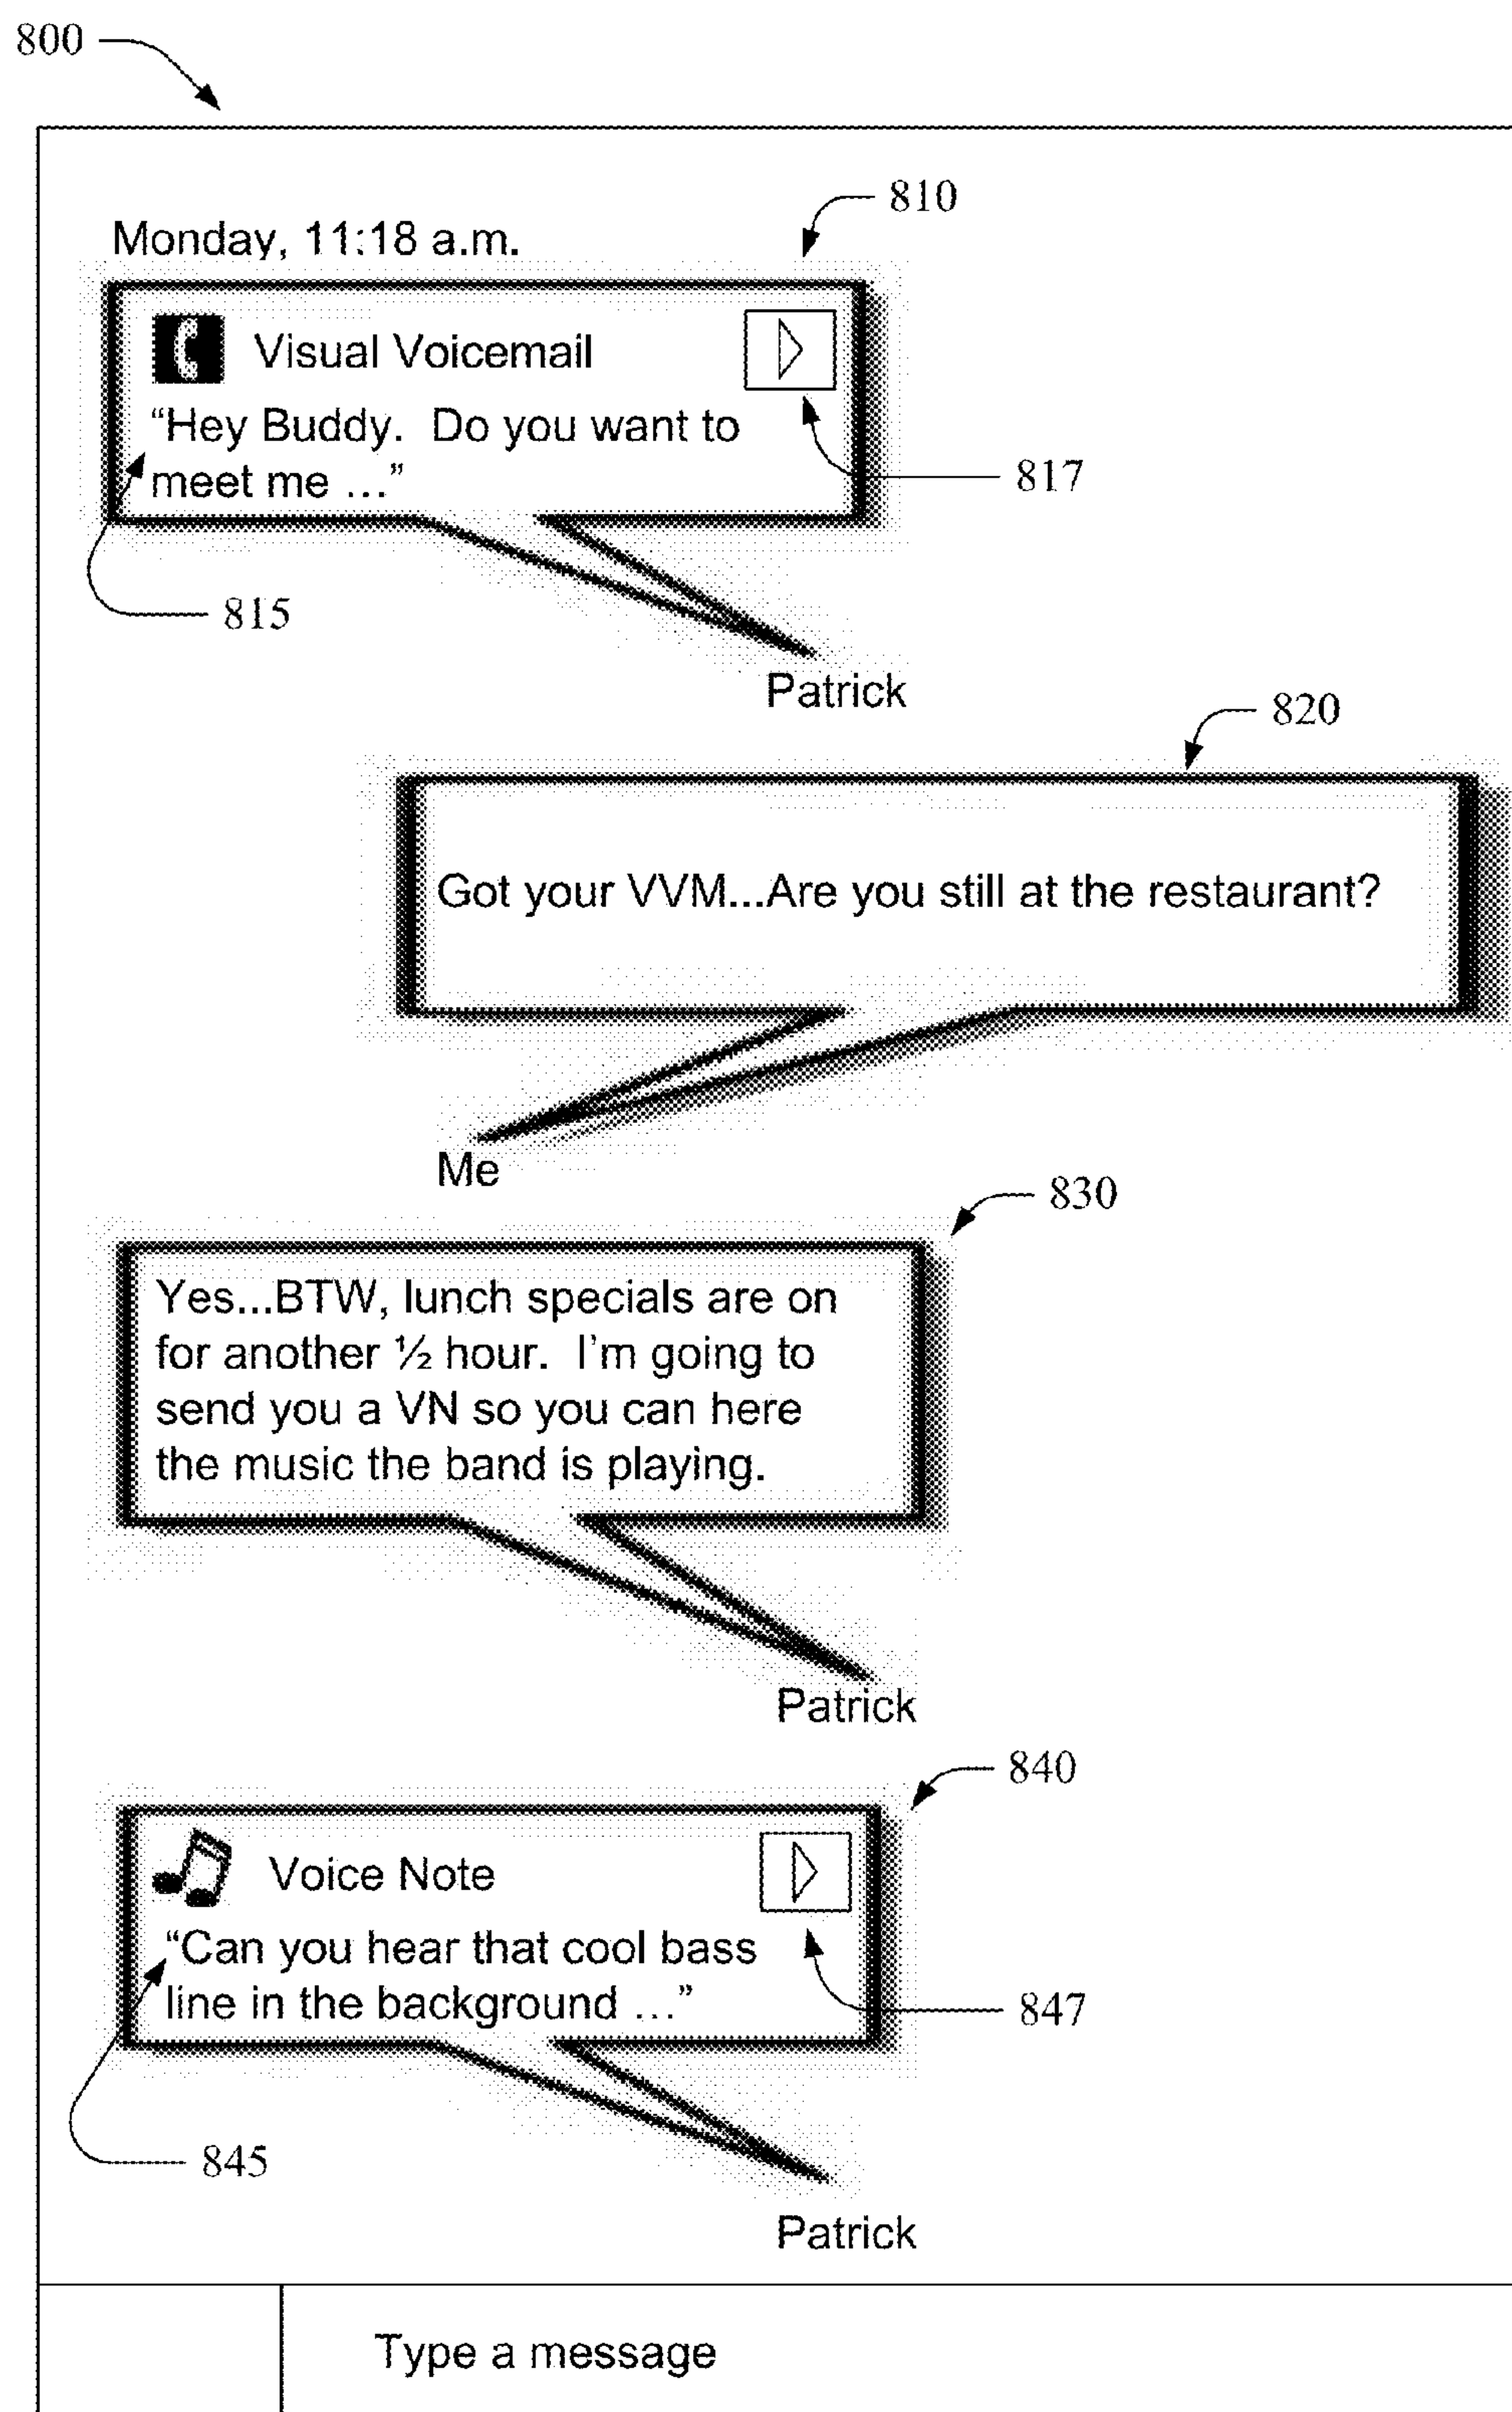 800
810
Monday, 11:18 a.m.
Visual Voicemail
“Hey Buddy.  Do you want to
meet me ...”
817
815
Patrick
820
Got your VVM...Are you still at the restaurant?
Me
830
Yes...BTW, lunch specials are on
for another ½ hour.  I'm going to
send you a VN so you can here
the music the band is playing.
Patrick
840
Voice Note
“Can you hear that cool bass
line in the background ...”
847
845
Patrick
Type a message